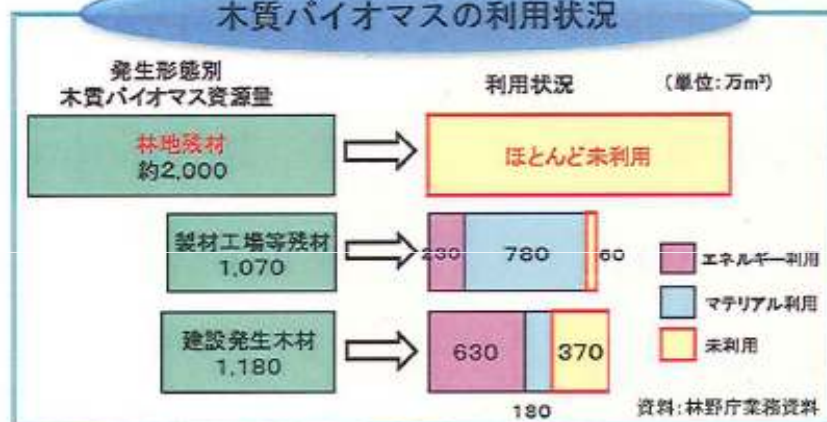 木質バイオマスの利用状況
発生形態別
木質バイオマス資源量
利用状況
(単位:万m³)
林地残材
約2,000
ほとんど未利用
製材工場等残材
1,070
230
780
60
建設発生木材
1,180
630
370
180
エネルギー利用
マテリアル利用
未利用
資料:林野庁業務資料